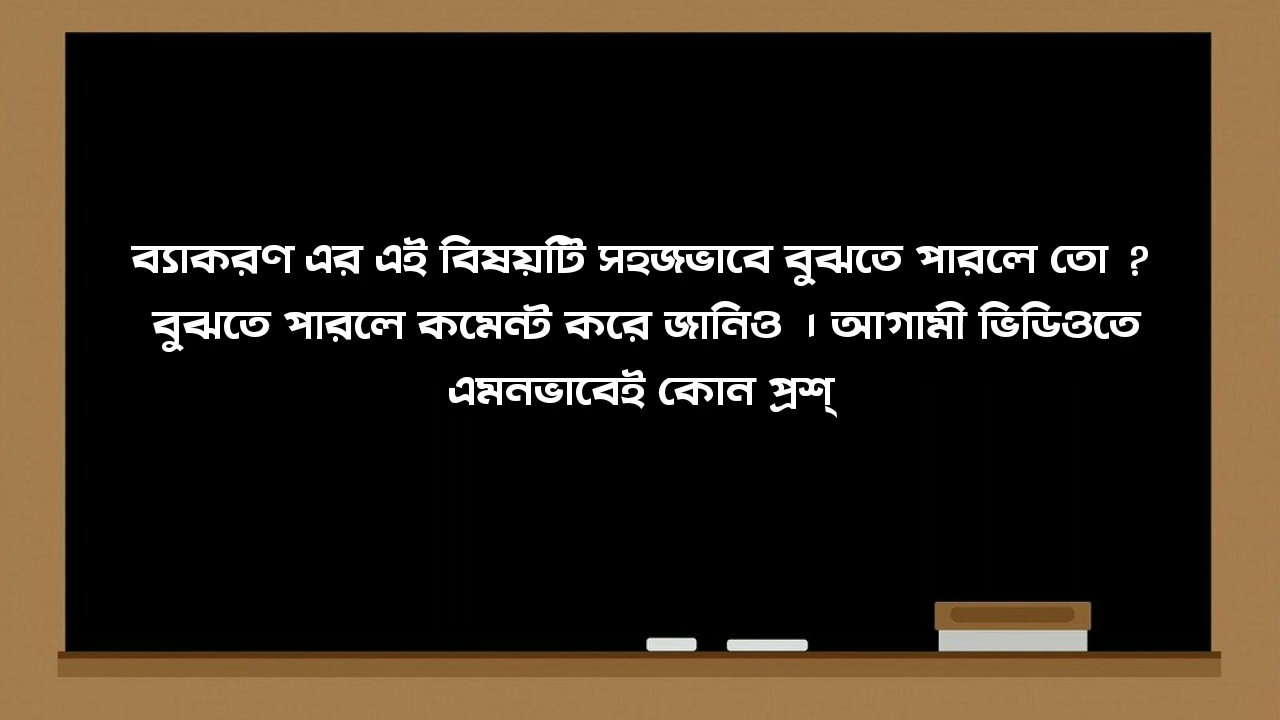 ব্যাকরণ এর এই বিষয়টি সহজভাবে বুঝতে পারলে তো ?
বুঝতে পারলে কমেন্ট করে জানিও । আগামী ভিডিওতে
এমনভাবেই কোন প্রশ্